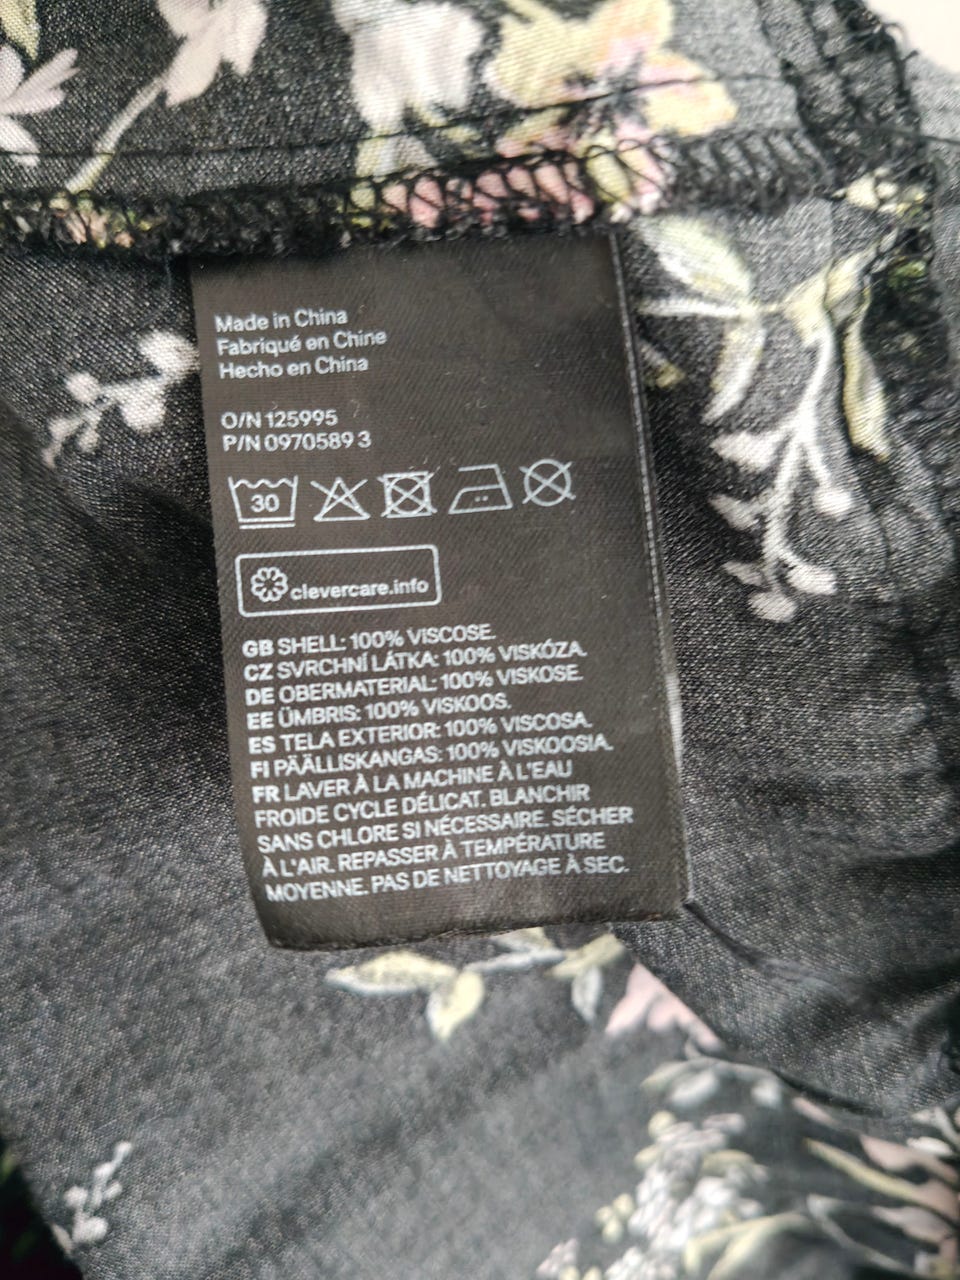 Made in China
Fabriqué en Chine
Hecho en China
O/N 125995
P/N 0970589 3
30
clevercare.info
GB SHELL: 100% VISCOSE.
CZ SVRCHNÍ LÁTKA: 100% VISKÓZA.
DE OBERMATERIAL: 100% VISKOSE.
EE ÜMBRIS: 100% VISKOOS.
ES TELA EXTERIOR: 100% VISCOSA.
FI PÄÄLLISKANGAS: 100% VISKOOSIA.
FR LAVER À LA MACHINE À L'EAU
FROIDE CYCLE DÉLICAT. BLANCHIR
SANS CHLORE SI NÉCESSAIRE. SÉCHER
À L'AIR. REPASSER À TEMPÉRATURE
MOYENNE. PAS DE NETTOYAGE À SEC.